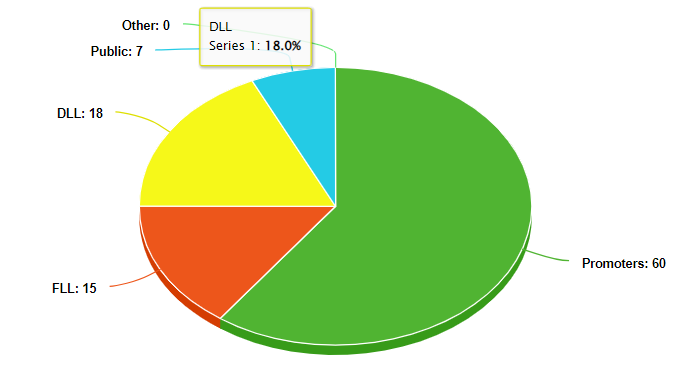 Other: 0
DLL
Series 1: 18.0%
Public: 7
DLL: 18
Promoters: 60
FLL: 15